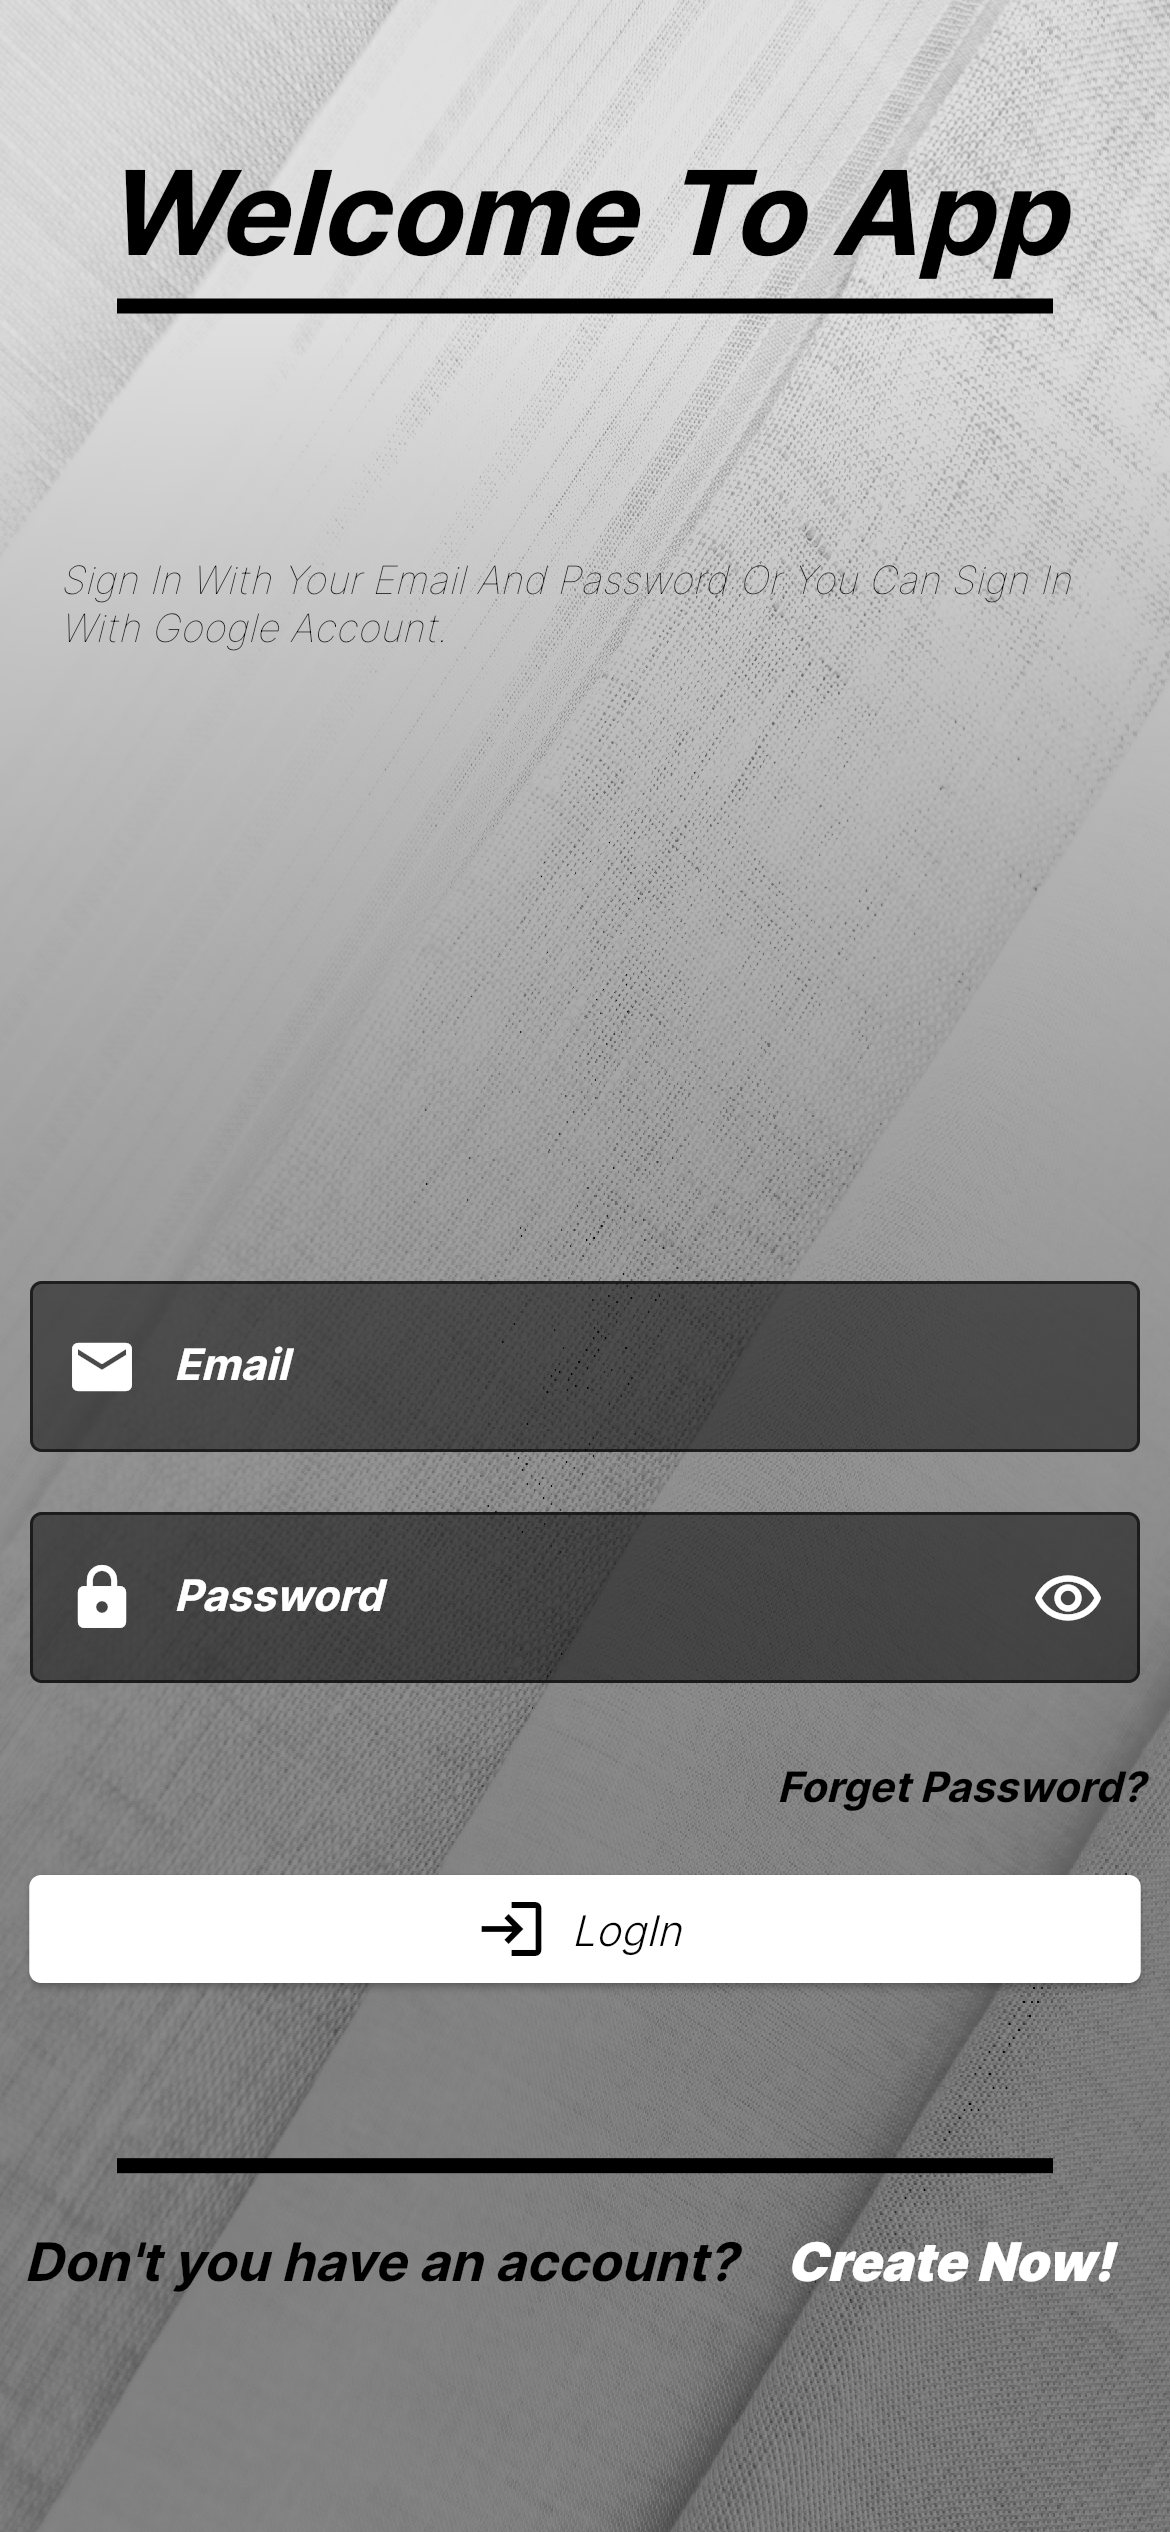 Welcome To App
Sign In With Your Email And Password Or You Can Sign In
With Google Account.
Email
Password
Forget Password?
LogIn
Don't you have an account? Create Now!